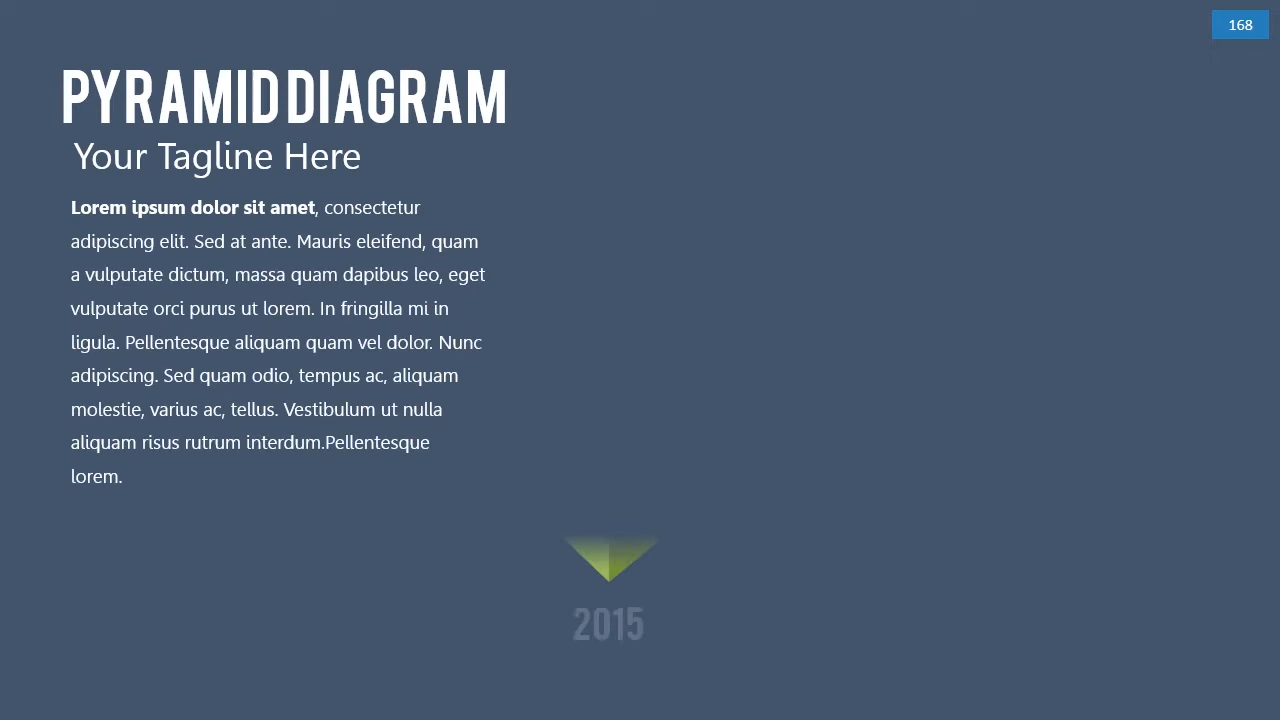 168
PYRAMID DIAGRAM
Your Tagline Here
Lorem ipsum dolor sit amet, consectetur
adipiscing elit. Sed at ante. Mauris eleifend, quam
a vulputate dictum, massa quam dapibus leo, eget
vulputate orci purus ut lorem. In fringilla mi in
ligula. Pellentesque aliquam quam vel dolor. Nunc
adipiscing. Sed quam odio, tempus ac, aliquam
molestie, varius ac, tellus. Vestibulum ut nulla
aliquam risus rutrum interdum.Pellentesque
lorem.
2015